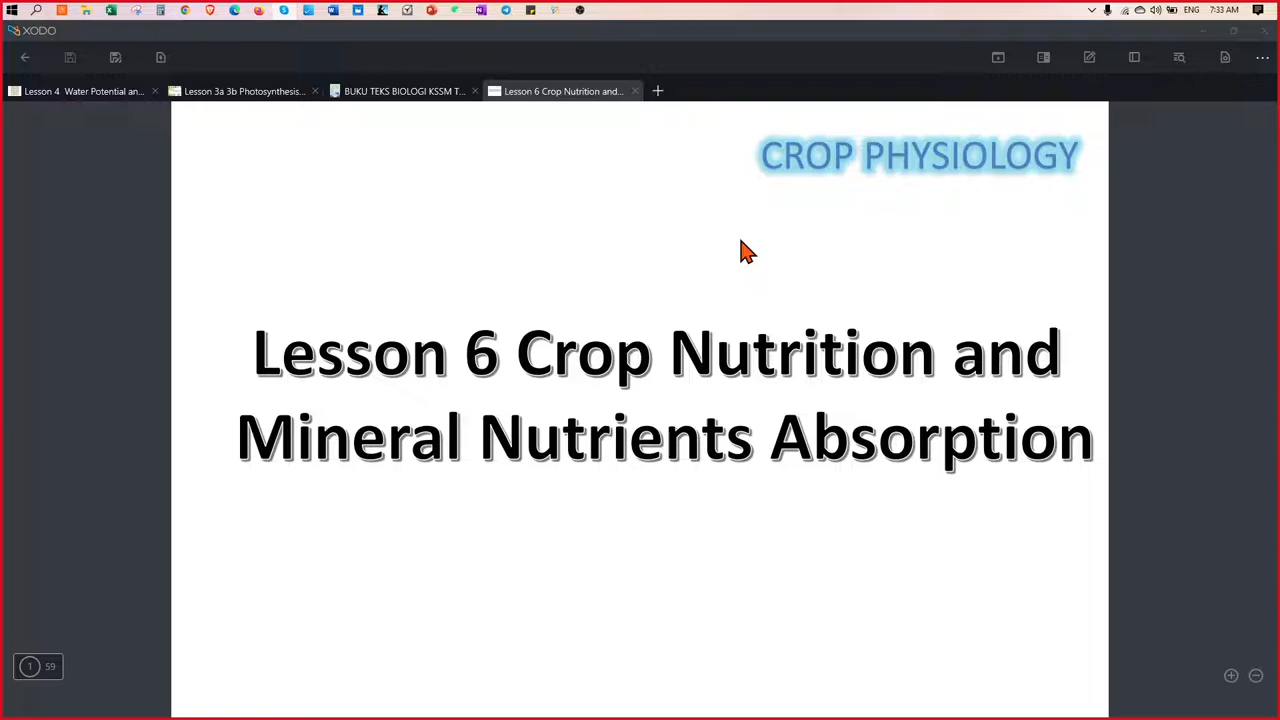 ENG 7:33 AM
XODO
Lesson 4 Water Potential an...
Lesson 3a 3b Photosynthesis...
BUKU TEKS BIOLOGI KSSM T...
Lesson 6 Crop Nutrition and...
CROP PHYSIOLOGY
Lesson 6 Crop Nutrition and
Mineral Nutrients Absorption
1 59